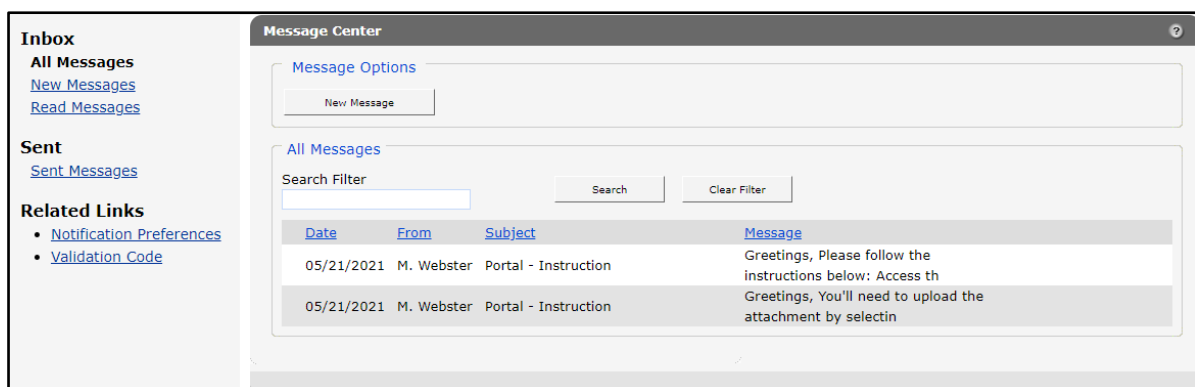 Inbox
All Messages
New Messages
Read Messages
Sent
Sent Messages
Related Links
• Notification Preferences
• Validation Code
Message Center
?
Message Options
New Message
All Messages
Search Filter
Search
Clear Filter
Date From Subject Message
05/21/2021 M. Webster Portal - Instruction Greetings, Please follow the
instructions below: Access th
05/21/2021 M. Webster Portal - Instruction Greetings, You'll need to upload the
attachment by selectin